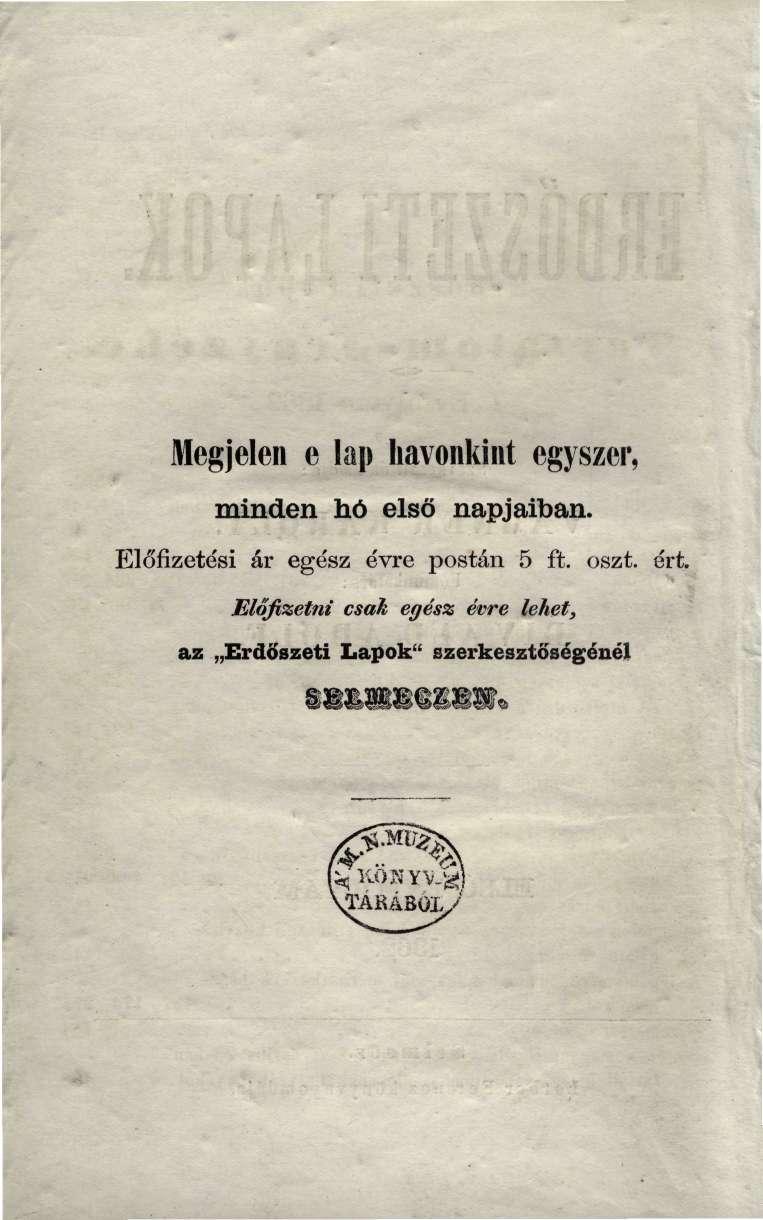 Megjelen e lap havonkint egyszer,
minden hó első napjaiban.
Előfizetési ár egész évre postán 5 ft. oszt. ért.
Előfizetni csak egész évre lehet,
az „Erdőszeti Lapok“ szerkesztőségénél
SELMECZEN.
A' M. N. MUZEUM
KÖNYV-
TÁRÁBÓL